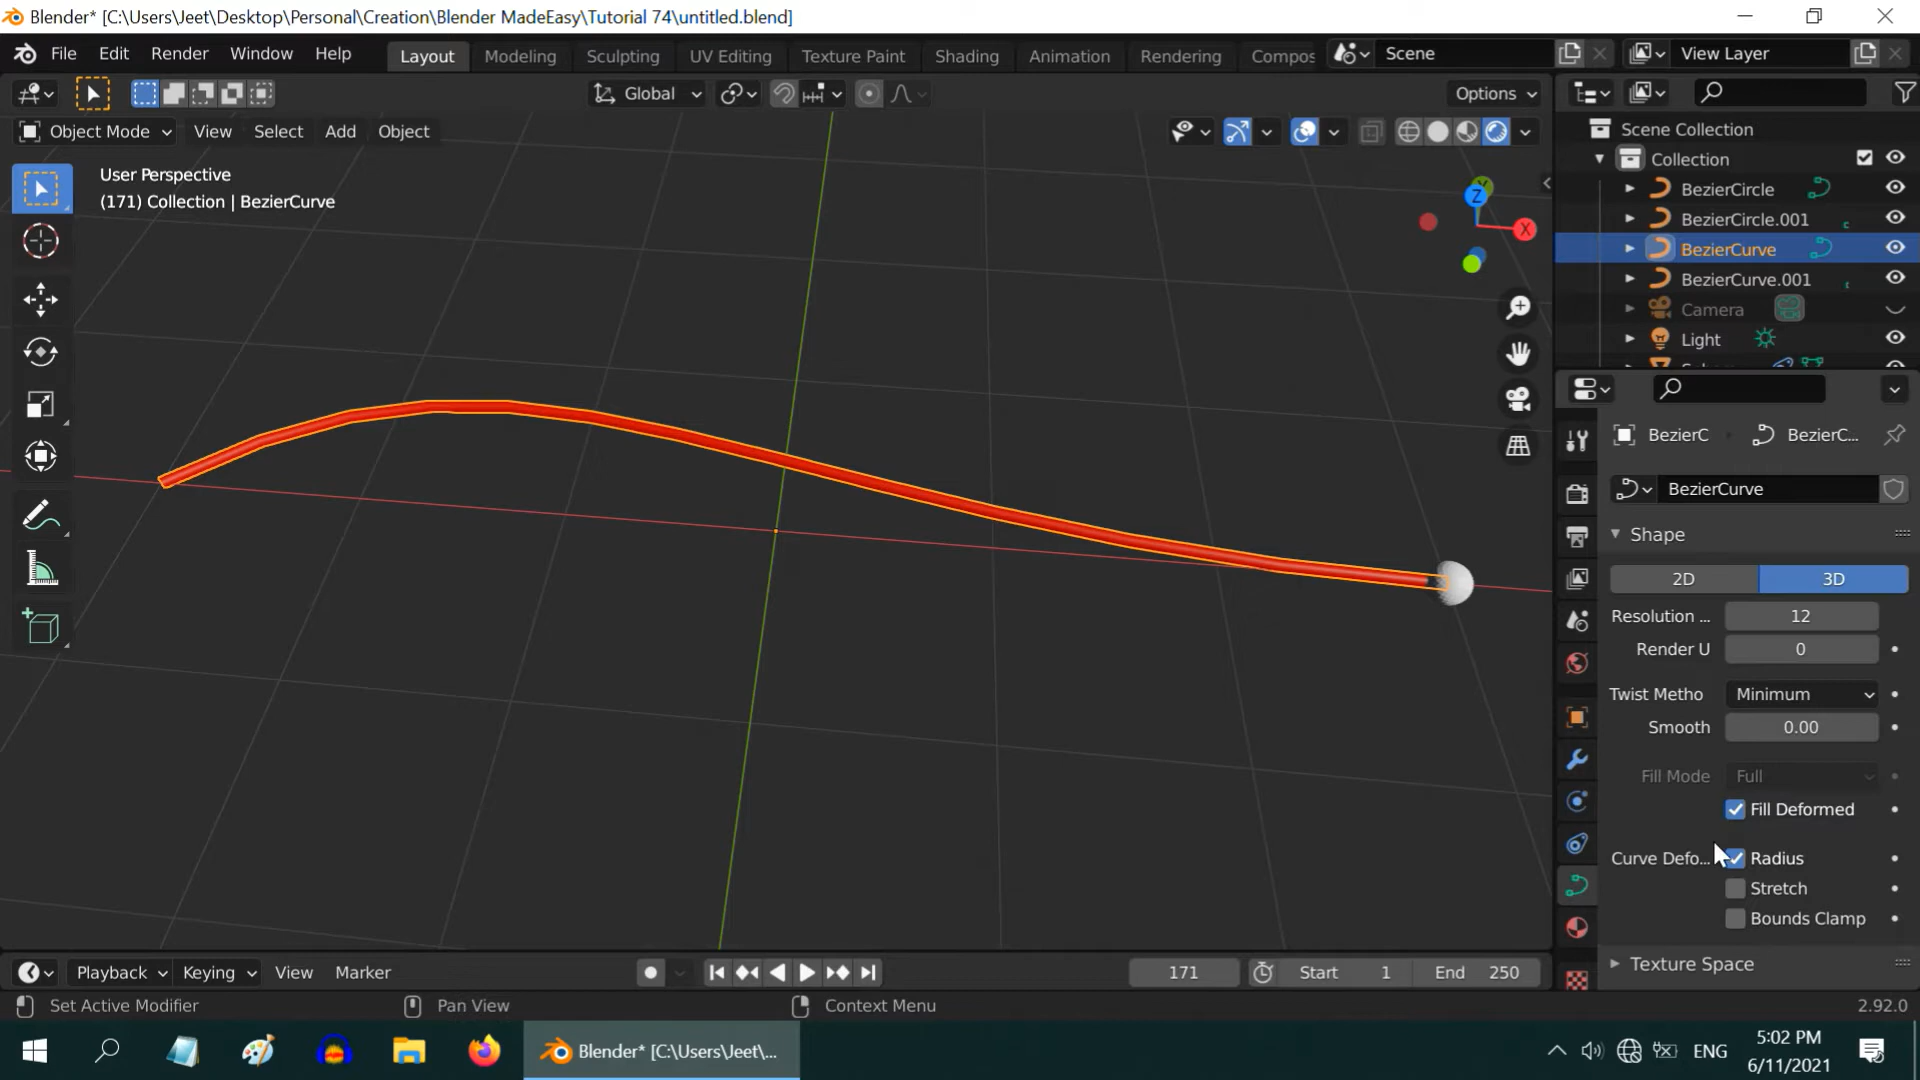 Blender* [C:\Users\Jeet\Desktop\Personal\Creation\Blender MadeEasy\Tutorial 74\untitled.blend]
File Edit Render Window Help
Layout Modeling Sculpting UV Editing Texture Paint Shading Animation Rendering Compos
Scene
View Layer
Global
Options
Object Mode View Select Add Object
User Perspective
(171) Collection | BezierCurve
Z
X
Scene Collection
Collection
BezierCircle
BezierCircle.001
BezierCurve
BezierCurve.001
Camera
Light
BezierC BezierC...
BezierCurve
Shape
2D 3D
Resolution ... 12
Render U 0
Twist Metho Minimum
Smooth 0.00
Fill Mode Full
Fill Deformed
Curve Defo... Radius
Stretch
Bounds Clamp
Texture Space
Playback Keying View Marker
171 Start 1 End 250
Set Active Modifier Pan View Context Menu 2.92.0
Blender* [C:\Users\Jeet\...
ENG
5:02 PM
6/11/2021